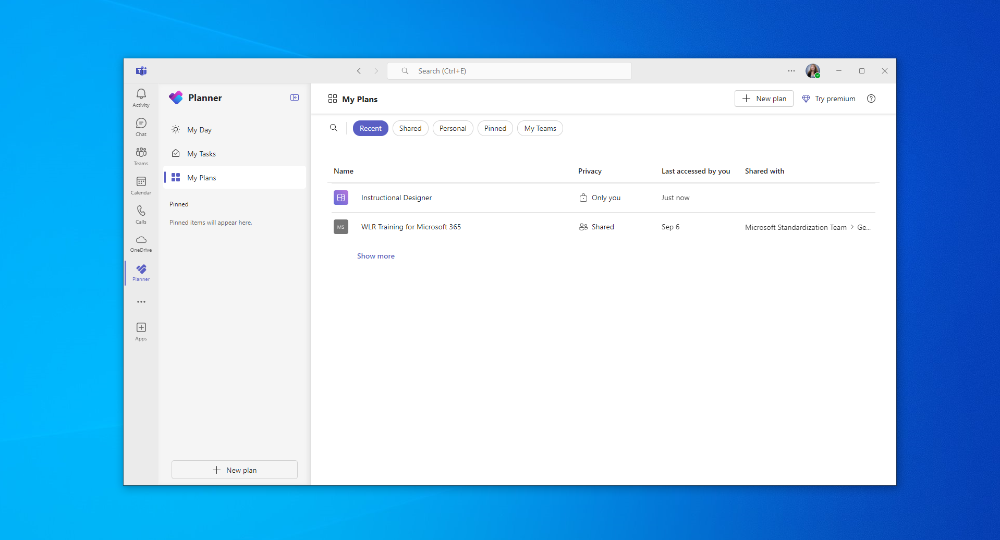 Search (Ctrl+E)
Activity
Chat
Teams
Calendar
Calls
OneDrive
Planner
Apps
Planner
My Day
My Tasks
My Plans
Pinned
Pinned items will appear here.
New plan
My Plans
New plan
Try premium
Recent
Shared
Personal
Pinned
My Teams
Name Privacy Last accessed by you Shared with
Instructional Designer Only you Just now
MS WLR Training for Microsoft 365 Shared Sep 6 Microsoft Standardization Team > Ge...
Show more